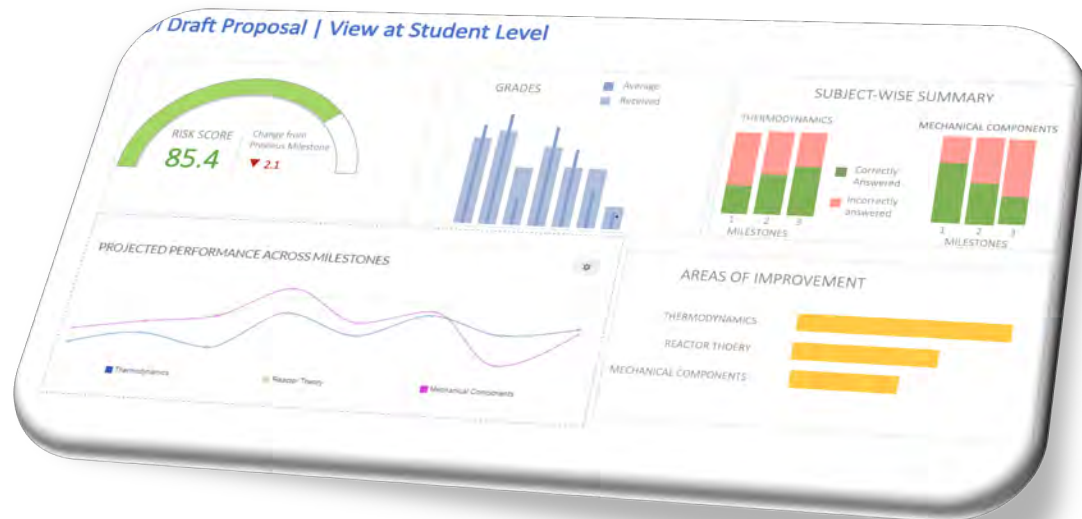 Draft Proposal | View at Student Level
RISK SCORE
85.4
Change from
Previous Milestone
▼ 2.1
GRADES
Average
Received
SUBJECT-WISE SUMMARY
THERMODYNAMICS
1 2 3
MILESTONES
Correctly
Answered
Incorrectly
answered
MECHANICAL COMPONENTS
1 2 3
MILESTONES
PROJECTED PERFORMANCE ACROSS MILESTONES
Thermodynamics
Reactor Theory
Mechanical Components
AREAS OF IMPROVEMENT
THERMODYNAMICS
REACTOR THOERY
MECHANICAL COMPONENTS